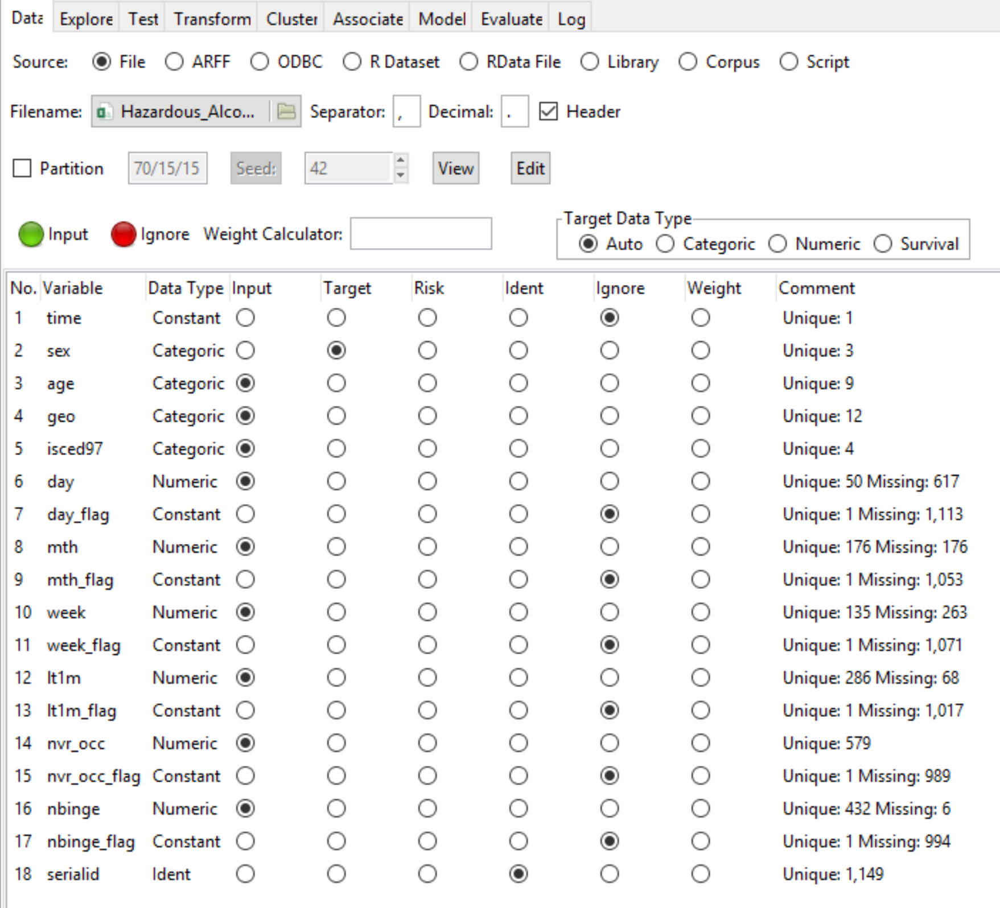 Data Explore Test Transform Cluster Associate Model Evaluate Log
Source: File ARFF ODBC R Dataset RData File Library Corpus Script
Filename: Hazardous_Alco... Separator: , Decimal: . Header
Partition 70/15/15 Seed: 42 View Edit
Target Data Type
Input Ignore Weight Calculator: Auto Categoric Numeric Survival
No. Variable Data Type Input Target Risk Ident Ignore Weight Comment
1 time Constant Unique: 1
2 sex Categoric Unique: 3
3 age Categoric Unique: 9
4 geo Categoric Unique: 12
5 isced97 Categoric Unique: 4
6 day Numeric Unique: 50 Missing: 617
7 day_flag Constant Unique: 1 Missing: 1,113
8 mth Numeric Unique: 176 Missing: 176
9 mth_flag Constant Unique: 1 Missing: 1,053
10 week Numeric Unique: 135 Missing: 263
11 week_flag Constant Unique: 1 Missing: 1,071
12 lt1m Numeric Unique: 286 Missing: 68
13 lt1m_flag Constant Unique: 1 Missing: 1,017
14 nvr_occ Numeric Unique: 579
15 nvr_occ_flag Constant Unique: 1 Missing: 989
16 nbinge Numeric Unique: 432 Missing: 6
17 nbinge_flag Constant Unique: 1 Missing: 994
18 serialid Ident Unique: 1,149